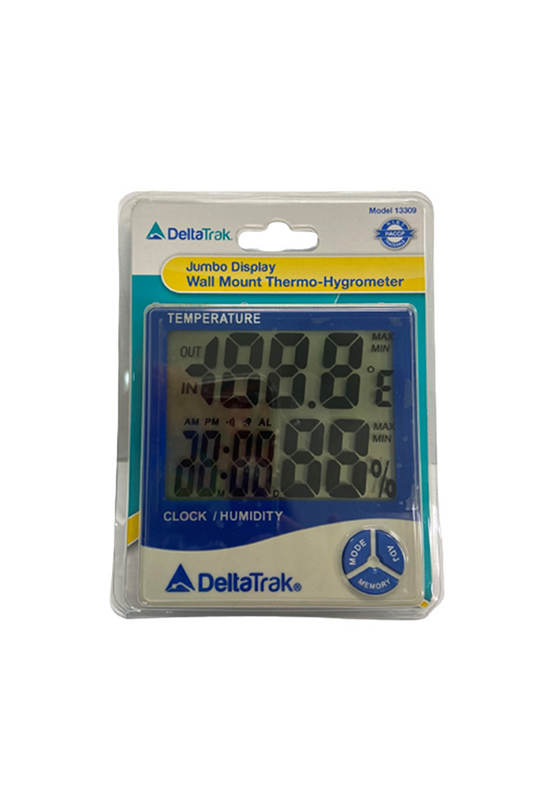 Model 13309
DeltaTrak
HACCP
Jumbo Display
Wall Mount Thermo-Hygrometer
TEMPERATURE
OUT
MAX
MIN
-188.8 °E
IN
AM PM AL
MAX
MIN
88 %
CLOCK / HUMIDITY
MODE
ADJ
MEMORY
DeltaTrak®